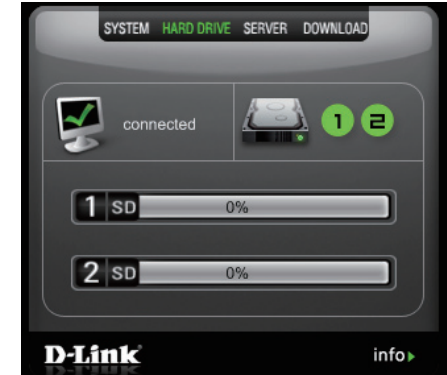 SYSTEM HARD DRIVE SERVER DOWNLOAD
connected 1 2
1 SD 0%
2 SD 0%
D-Link info